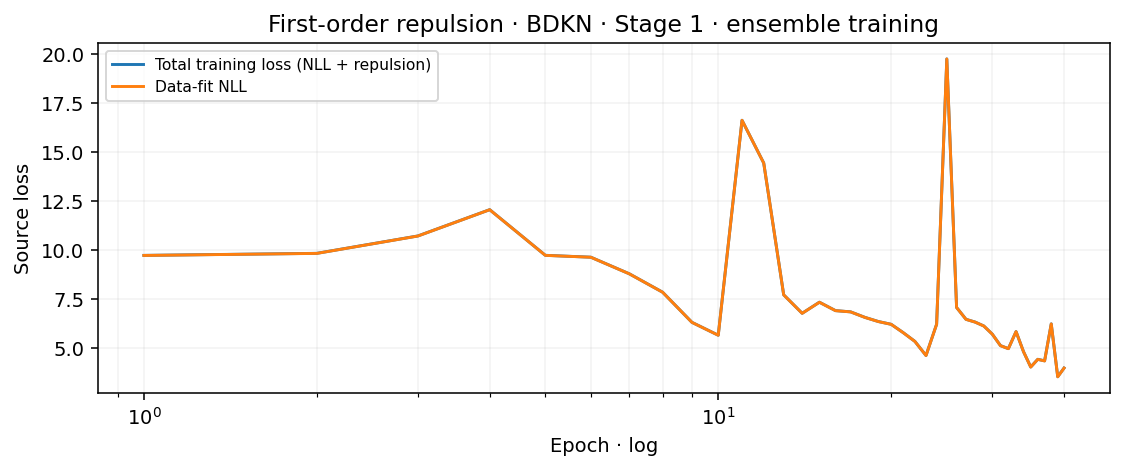 First-order repulsion · BDKN · Stage 1 · ensemble training
20.0
17.5
15.0
12.5
10.0
7.5
5.0
Source loss
Total training loss (NLL + repulsion)
Data-fit NLL
10⁰
10¹
Epoch · log